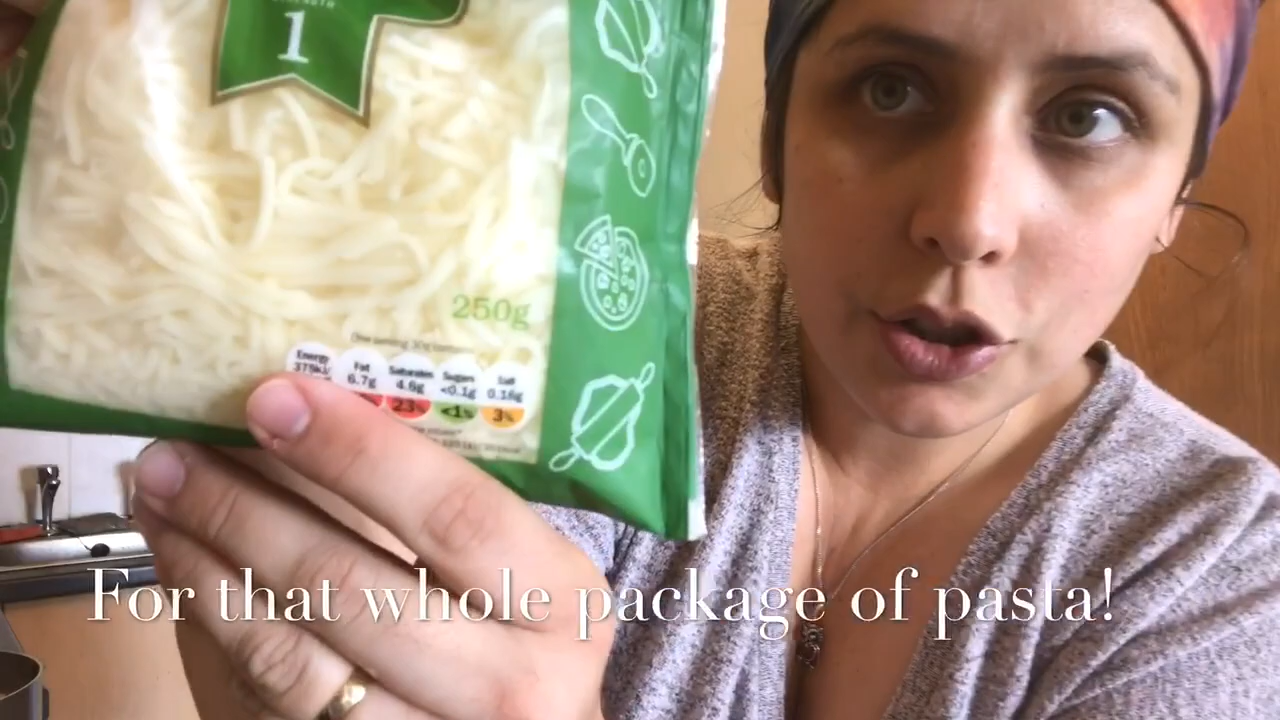 STRENGTH
1
250g
Energy Fat Saturates Sugars Salt
6.7g 4.6g <0.1g 0.16g
23% <1% 3%
For that whole package of pasta!